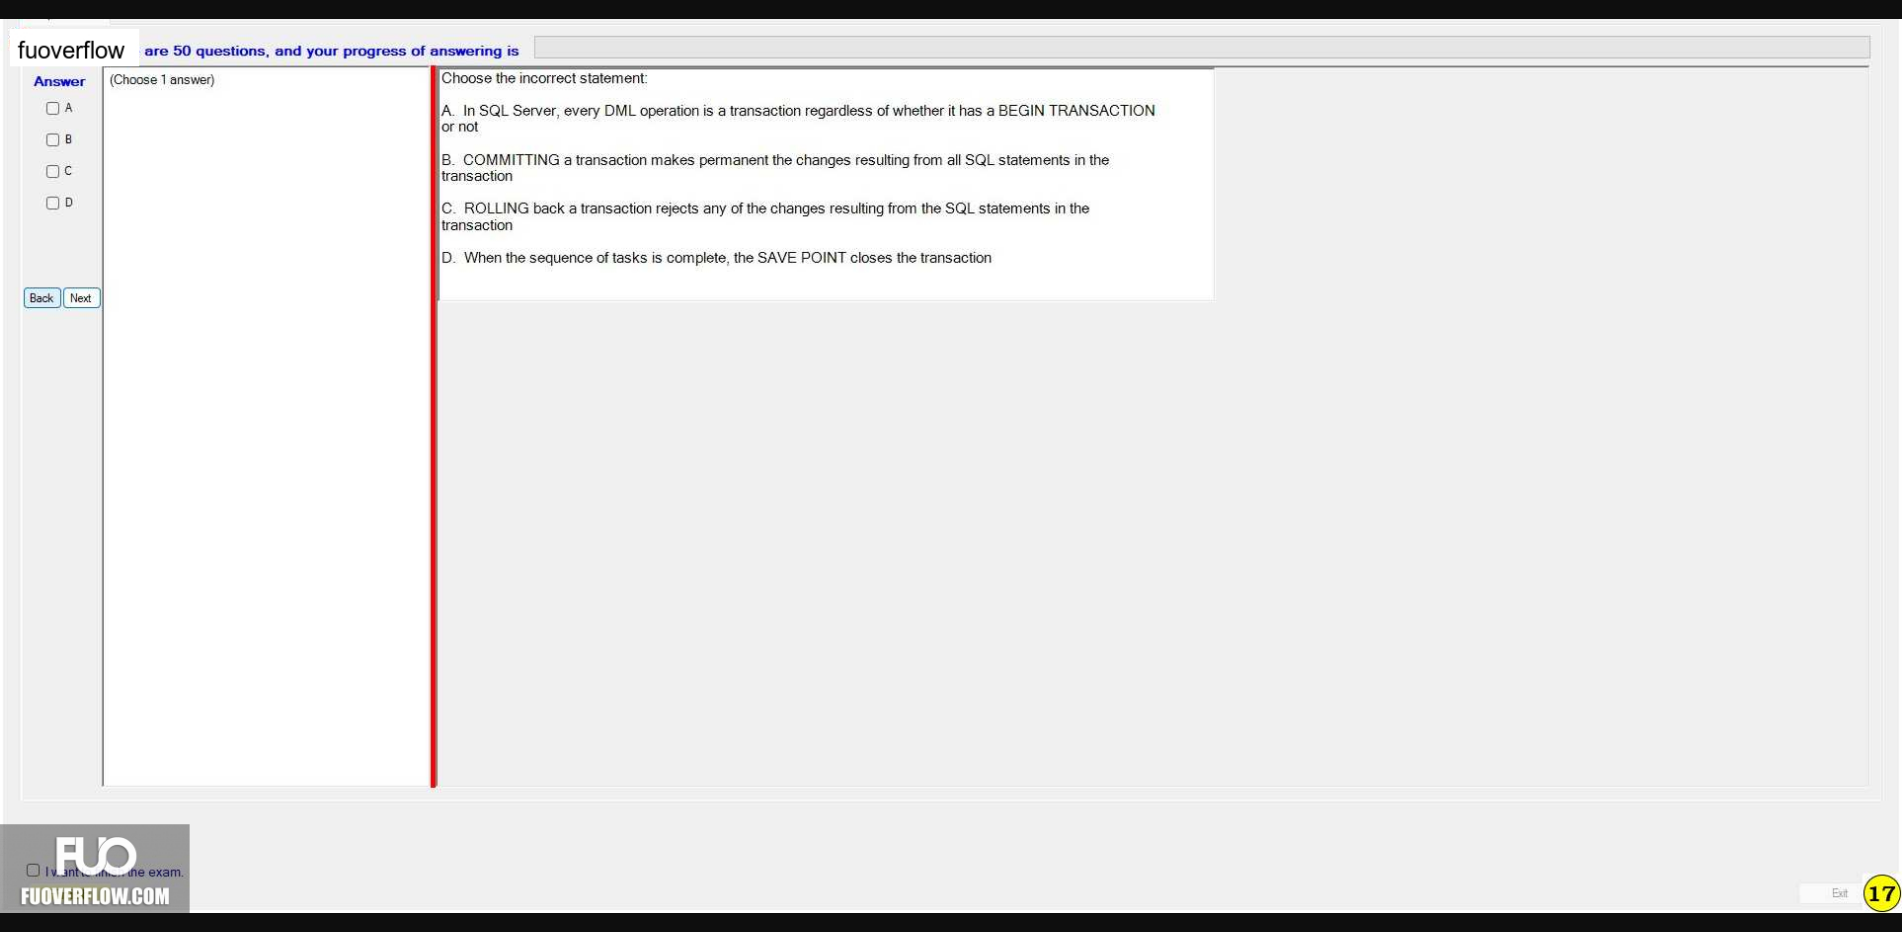 fuoverflow are 50 questions, and your progress of answering is
Answer
(Choose 1 answer)
A
B
C
D
Back Next
Choose the incorrect statement:
A. In SQL Server, every DML operation is a transaction regardless of whether it has a BEGIN TRANSACTION
or not
B. COMMITTING a transaction makes permanent the changes resulting from all SQL statements in the
transaction
C. ROLLING back a transaction rejects any of the changes resulting from the SQL statements in the
transaction
D. When the sequence of tasks is complete, the SAVE POINT closes the transaction
FUO
I want to finish the exam.
FUOVERFLOW.COM
Exit
17